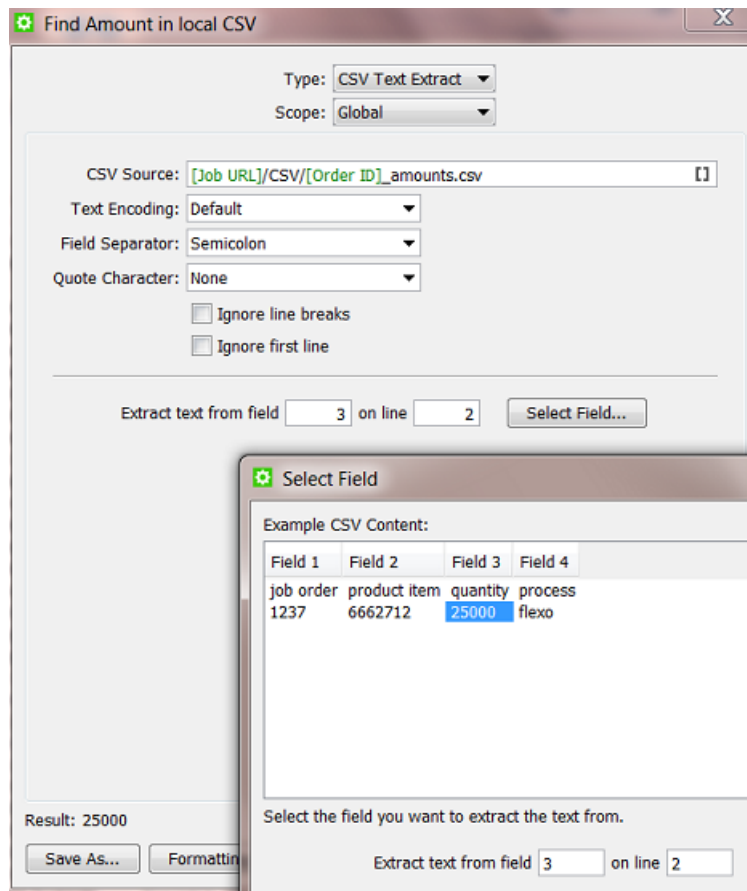 Find Amount in local CSV
X
Type: CSV Text Extract
Scope: Global
CSV Source: [Job URL]/CSV/[Order ID]_amounts.csv []
Text Encoding: Default
Field Separator: Semicolon
Quote Character: None
Ignore line breaks
Ignore first line
Extract text from field 3 on line 2 Select Field...
Select Field
Example CSV Content:
Field 1 Field 2 Field 3 Field 4
job order product item quantity process
1237 6662712 25000 flexo
Result: 25000
Select the field you want to extract the text from.
Save As... Formattin
Extract text from field 3 on line 2